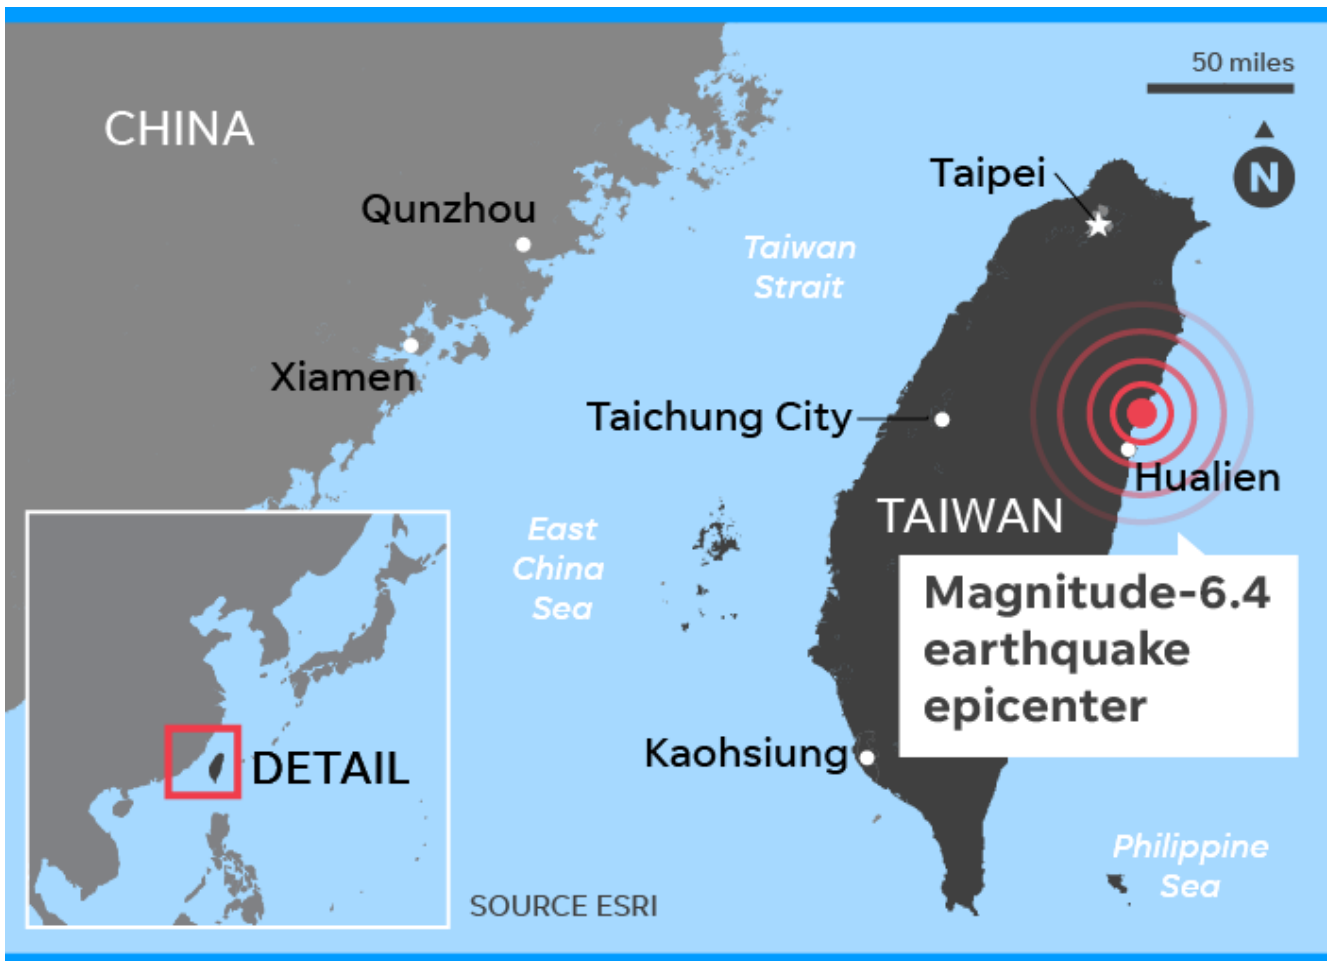 50 miles
CHINA
N
Taipei
Qunzhou
Taiwan
Strait
Xiamen
Taichung City
Hualien
TAIWAN
East
China
Sea
Magnitude-6.4
earthquake
epicenter
Kaohsiung
DETAIL
Philippine
Sea
SOURCE ESRI